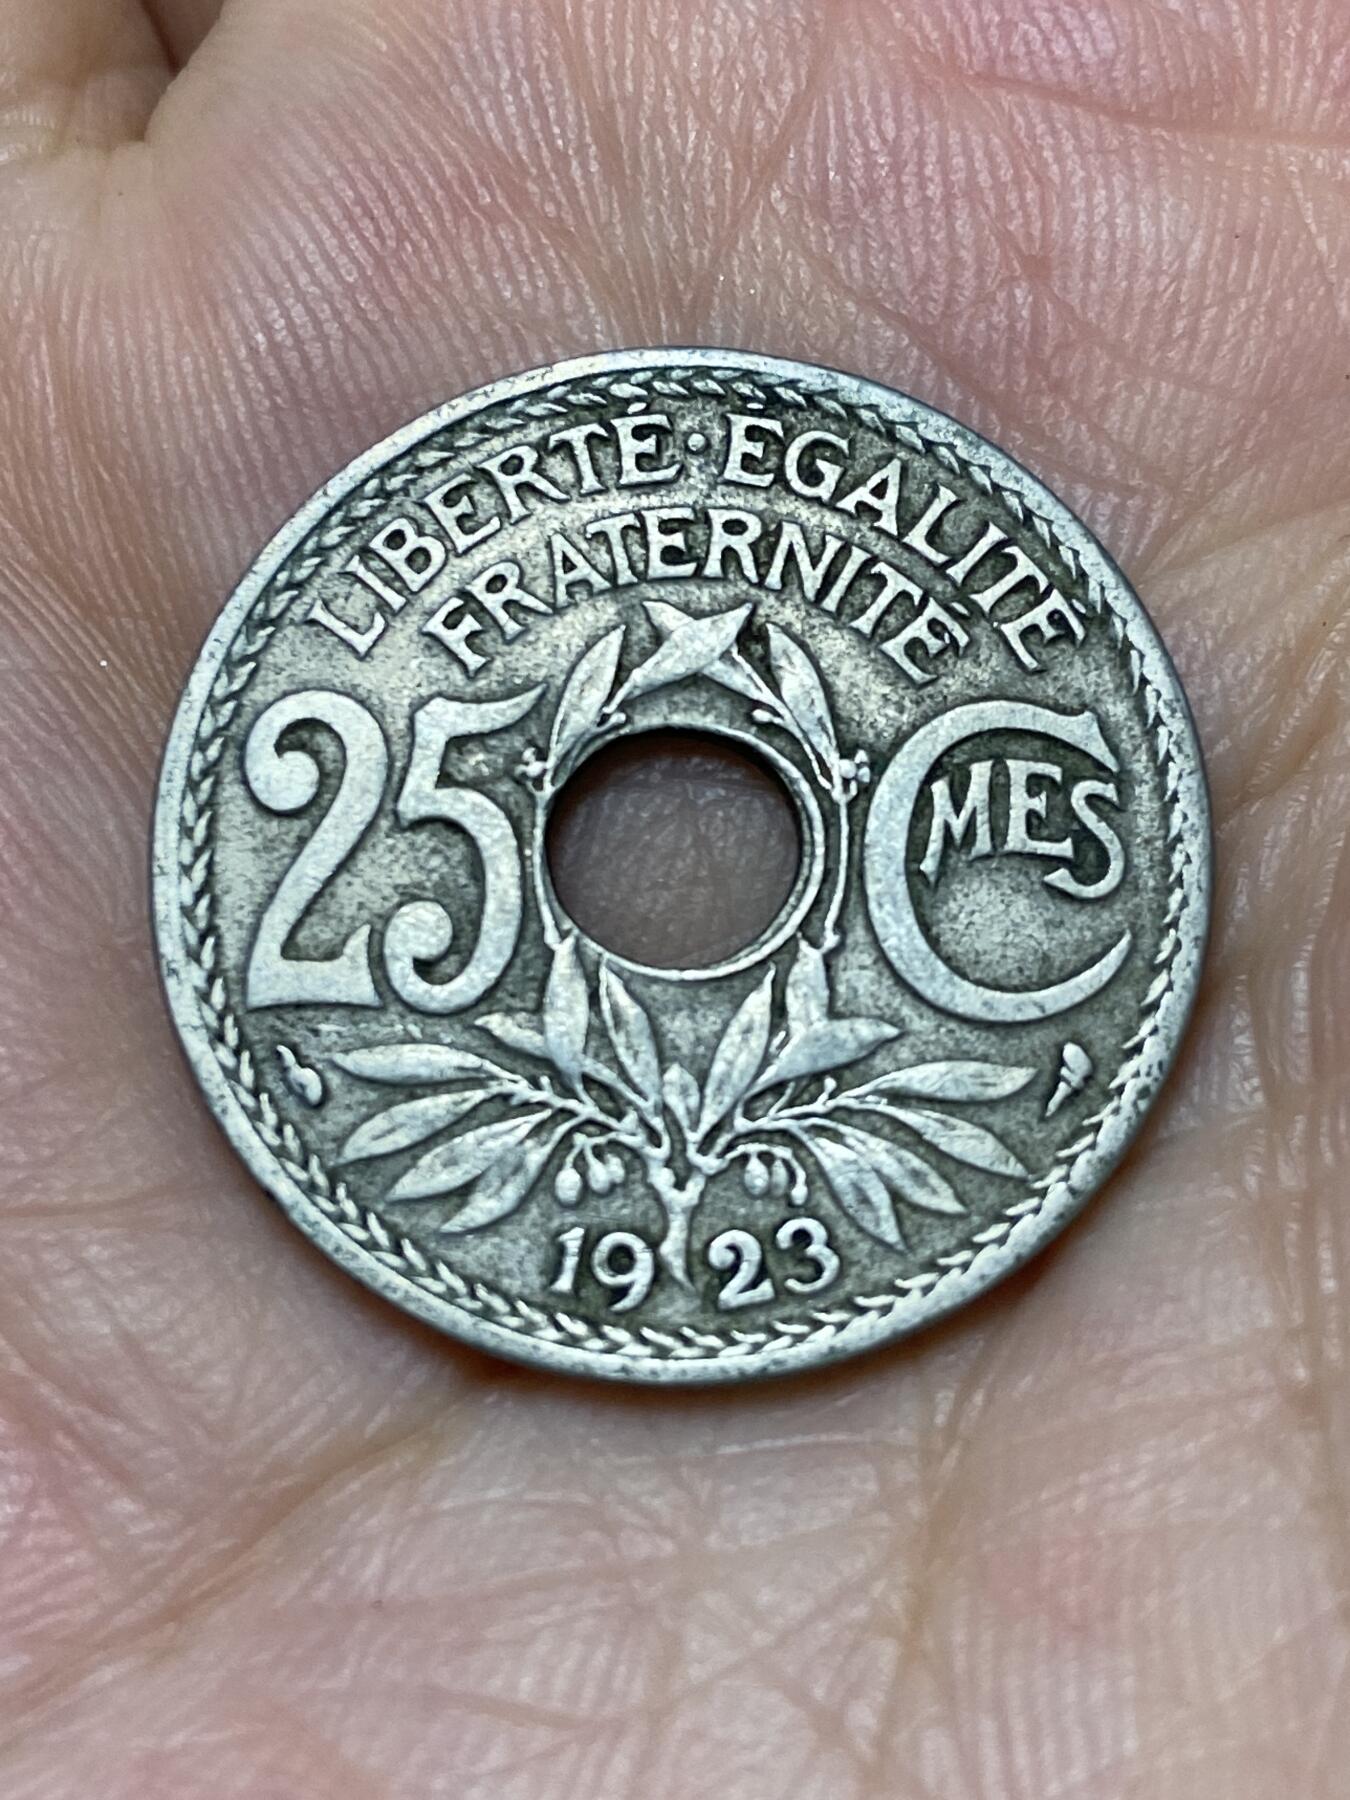 LIBERTÉ · ÉGALITÉ
FRATERNITÉ
25 CMES
1923